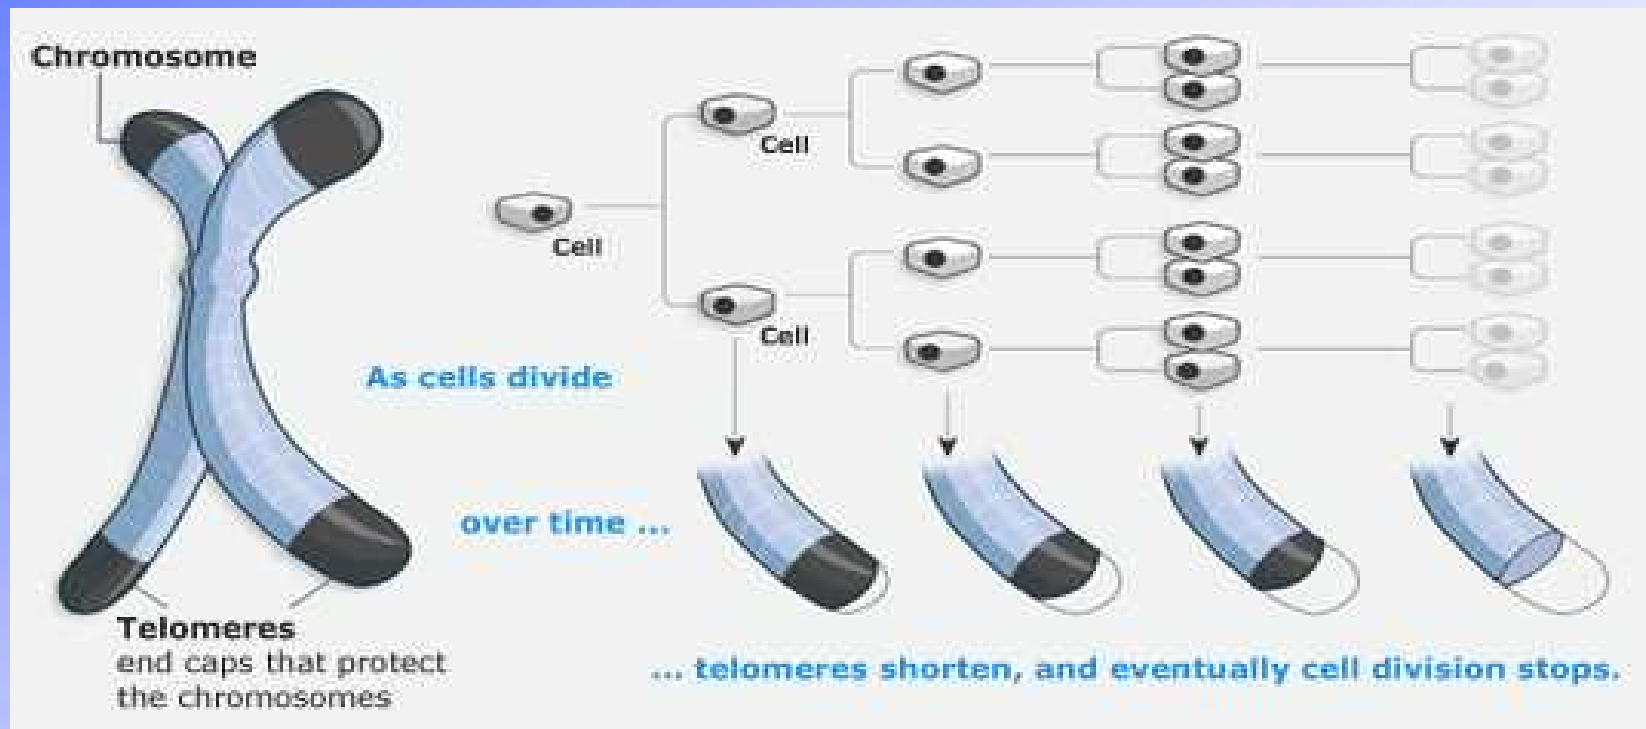 Chromosome
Cell
Cell
Cell
As cells divide
over time ...
Telomeres
end caps that protect
the chromosomes
... telomeres shorten, and eventually cell division stops.